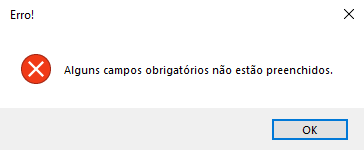 Erro!
Alguns campos obrigatórios não estão preenchidos.
OK